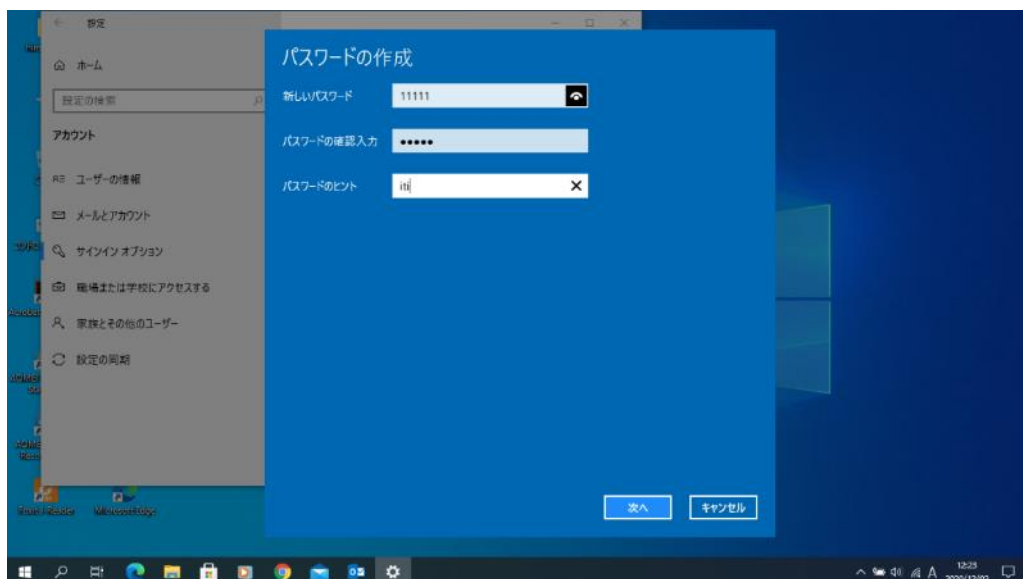 設定
パスワードの作成
ホーム
新しいパスワード 11111
設定の検索
アカウント
パスワードの確認入力 •••••
ユーザーの情報
パスワードのヒント iti
メールとアカウント
サインイン オプション
職場または学校にアクセスする
家族とその他のユーザー
設定の同期
次へ キャンセル
Microsoft Edge
A 12:23
2020/12/02